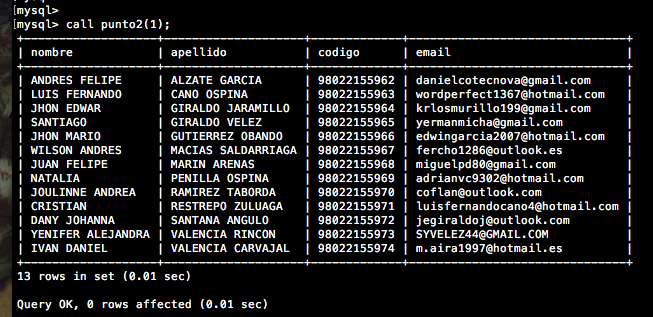 [mysql>
[mysql> call punto2(1);
+-------------------+--------------------+-------------+-------------------------------+
| nombre            | apellido           | codigo      | email                         |
+-------------------+--------------------+-------------+-------------------------------+
| ANDRES FELIPE     | ALZATE GARCIA      | 98022155962 | danielcotecnova@gmail.com     |
| LUIS FERNANDO     | CANO OSPINA        | 98022155963 | wordperfect1367@hotmail.com   |
| JHON EDWAR        | GIRALDO JARAMILLO  | 98022155964 | krlosmurillo199@gmail.com     |
| SANTIAGO          | GIRALDO VELEZ      | 98022155965 | yermanmicha@gmail.com         |
| JHON MARIO        | GUTIERREZ OBANDO   | 98022155966 | edwingarcia2007@hotmail.com   |
| WILSON ANDRES     | MACIAS SALDARRIAGA | 98022155967 | fercho1286@outlook.es         |
| JUAN FELIPE       | MARIN ARENAS       | 98022155968 | miguelpd80@gmail.com          |
| NATALIA           | PENILLA OSPINA     | 98022155969 | adrianvc9302@hotmail.com      |
| JOULINNE ANDREA   | RAMIREZ TABORDA    | 98022155970 | coflan@outlook.com            |
| CRISTIAN          | RESTREPO ZULUAGA   | 98022155971 | luisfernandocano4@hotmail.com |
| DANY JOHANNA      | SANTANA ANGULO     | 98022155972 | jegiraldoj@outlook.com        |
| YENIFER ALEJANDRA | VALENCIA RINCON    | 98022155973 | SYVELEZ44@GMAIL.COM           |
| IVAN DANIEL       | VALENCIA CARVAJAL  | 98022155974 | m.aira1997@hotmail.es         |
+-------------------+--------------------+-------------+-------------------------------+
13 rows in set (0.01 sec)
Query OK, 0 rows affected (0.01 sec)